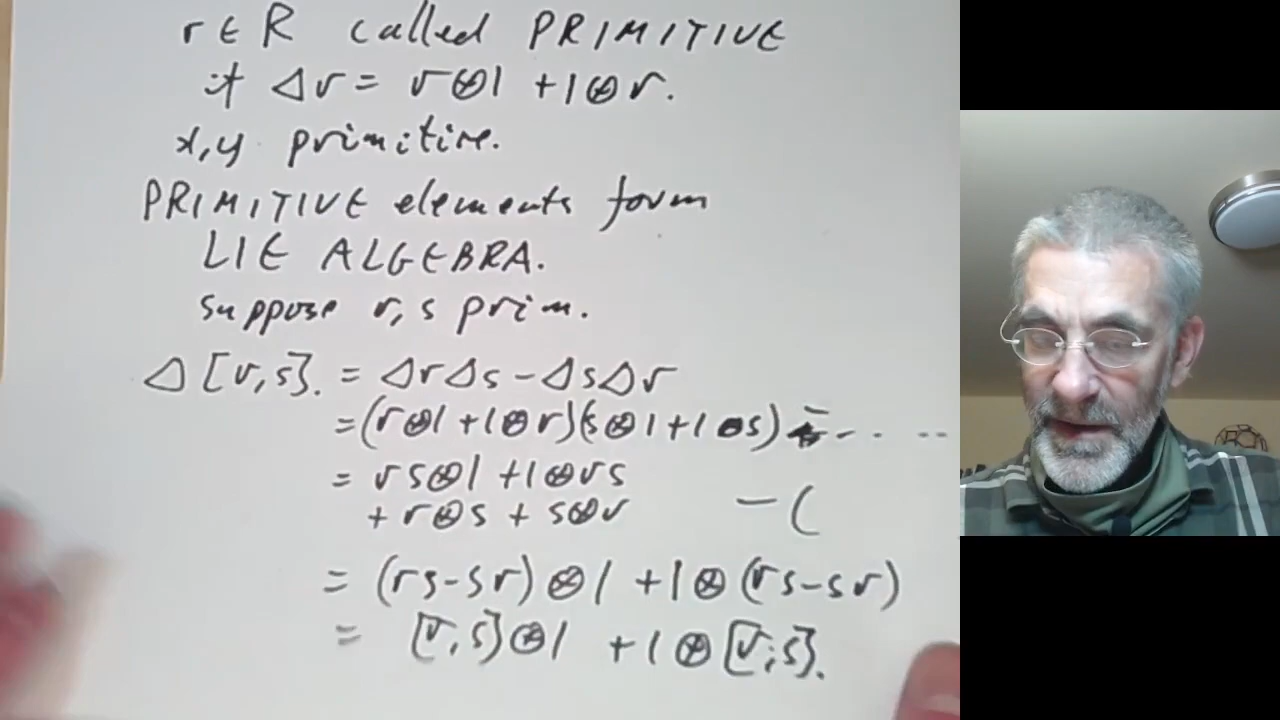 r ∈ R called PRIMITIVE
if Δr = r⊗1 + 1⊗r.
x, y primitive.
PRIMITIVE elements form
LIE ALGEBRA.
Suppose r, s prim.
Δ[r,s]. = ΔrΔs - ΔsΔr
= (r⊗1 + 1⊗r)(s⊗1 + 1⊗s) - ....
= rs⊗1 + 1⊗rs
+ r⊗s + s⊗r - (
= (rs-sr)⊗1 + 1⊗(rs-sr)
= [r,s]⊗1 + 1⊗[r,s].